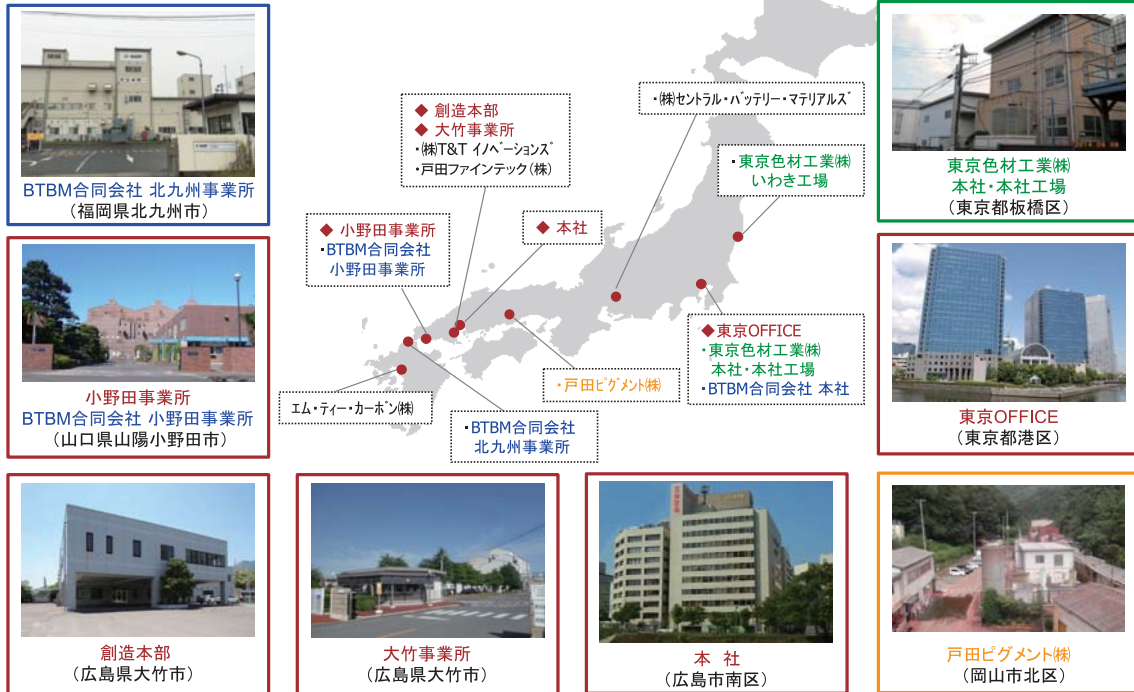 BTBM合同会社 北九州事業所
(福岡県北九州市)
小野田事業所
BTBM合同会社 小野田事業所
(山口県山陽小野田市)
◆ 創造本部
◆ 大竹事業所
・㈱T&T イノベーションズ
・戸田ファインテック㈱
・㈱セントラル・バッテリー・マテリアルズ
・東京色材工業㈱
いわき工場
◆ 小野田事業所
・BTBM合同会社
小野田事業所
◆ 本社
◆東京OFFICE
・東京色材工業㈱
本社・本社工場
・BTBM合同会社 本社
・戸田ピグメント㈱
エム・ティー・カーボン㈱
・BTBM合同会社
北九州事業所
東京色材工業㈱
本社・本社工場
(東京都板橋区)
東京OFFICE
(東京都港区)
創造本部
(広島県大竹市)
大竹事業所
(広島県大竹市)
本 社
(広島市南区)
戸田ピグメント㈱
(岡山市北区)